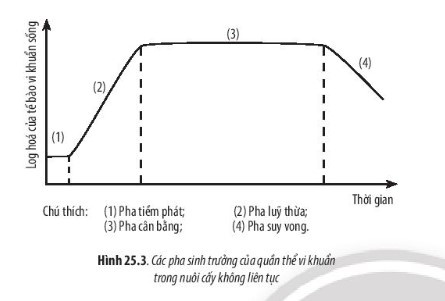 Log hoá của tế bào vi khuẩn sống
(1)
(2)
(3)
(4)
Thời gian
Chú thích: (1) Pha tiềm phát; (2) Pha luỹ thừa;
(3) Pha cân bằng; (4) Pha suy vong.
Hình 25.3. Các pha sinh trưởng của quần thể vi khuẩn
trong nuôi cấy không liên tục